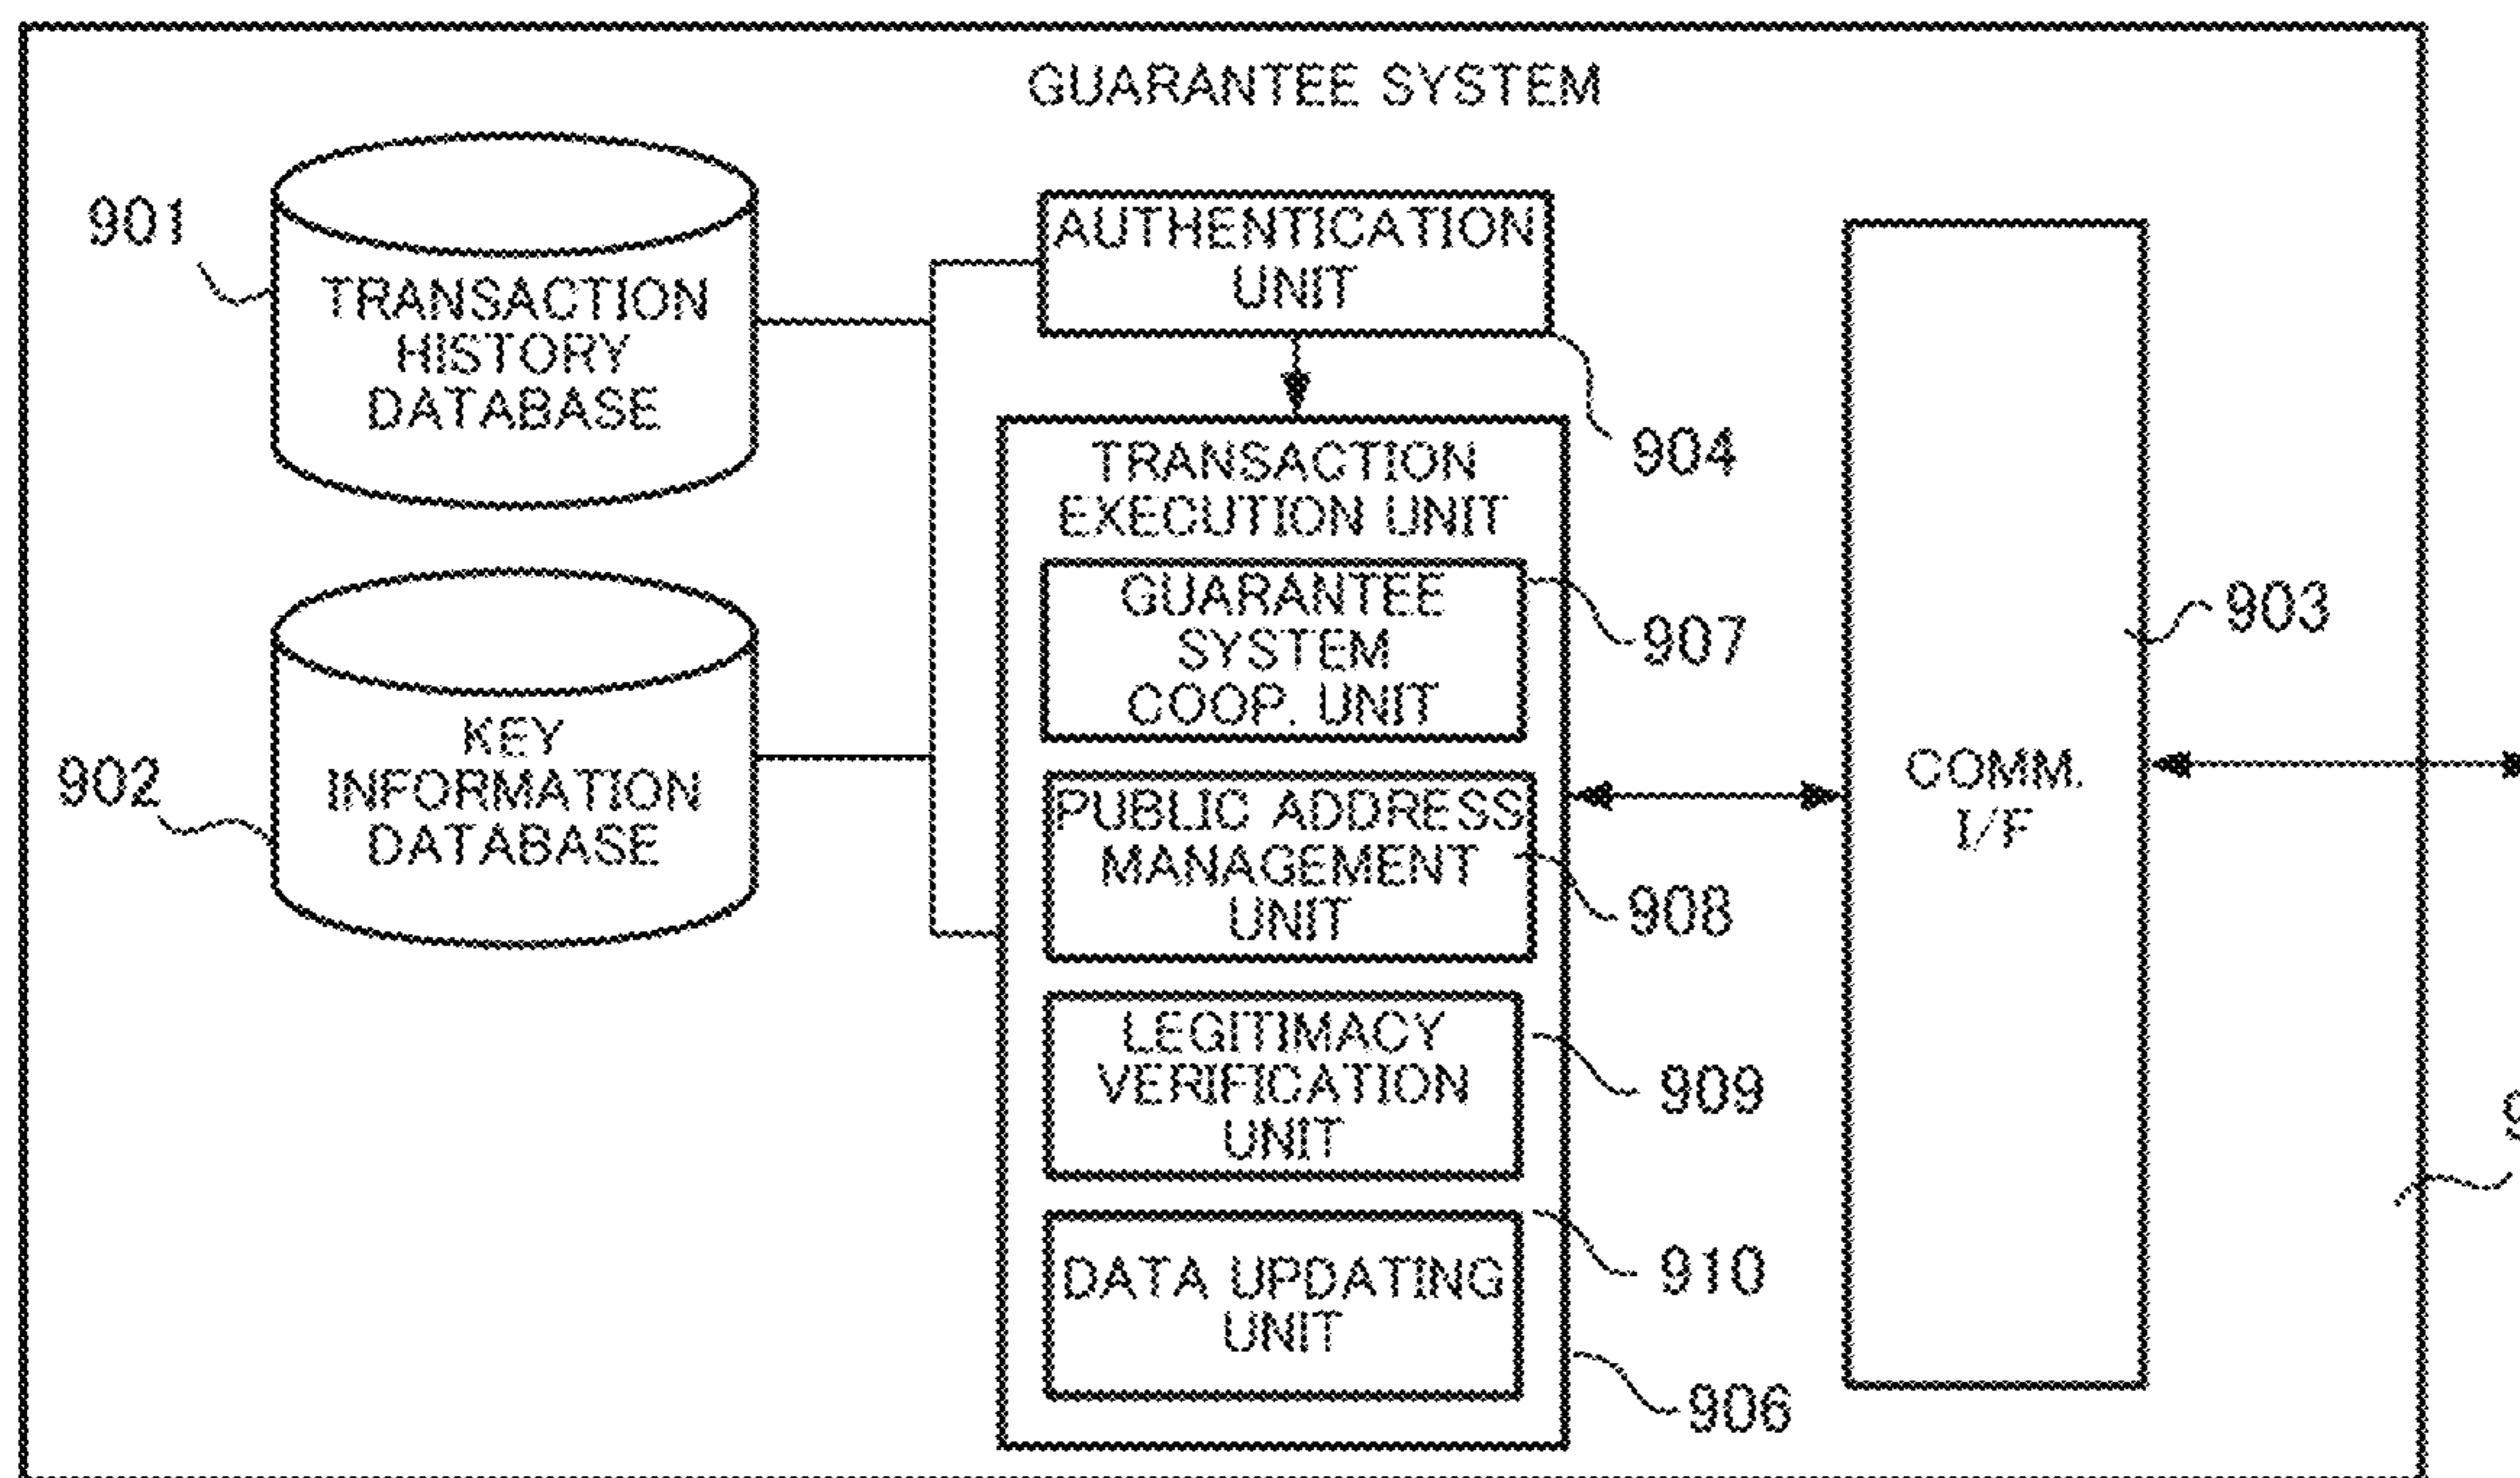 GUARANTEE SYSTEM
901
TRANSACTION
HISTORY
DATABASE
AUTHENTICATION
UNIT
904
TRANSACTION
EXECUTION UNIT
GUARANTEE
SYSTEM
COOP. UNIT
907
903
902
KEY
INFORMATION
DATABASE
PUBLIC ADDRESS
MANAGEMENT
UNIT
908
COMM.
I/F
LEGITIMACY
VERIFICATION
UNIT
909
910
DATA UPDATING
UNIT
906